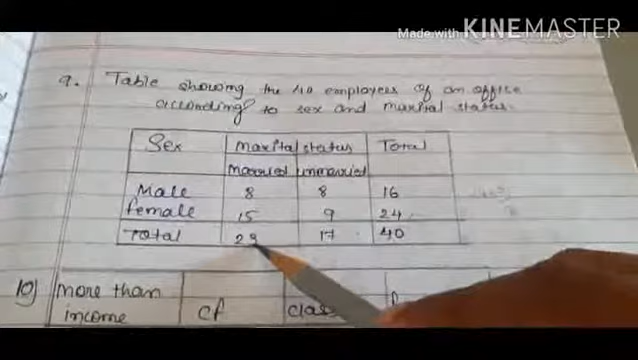 Made with KINEMASTER
9. Table showing the 40 employees of an office
according to sex and marital status.
Sex marital status Total
married unmarried
Male 8 8 16
female 15 9 24
Total 23 17 40
10) more than
income cf class